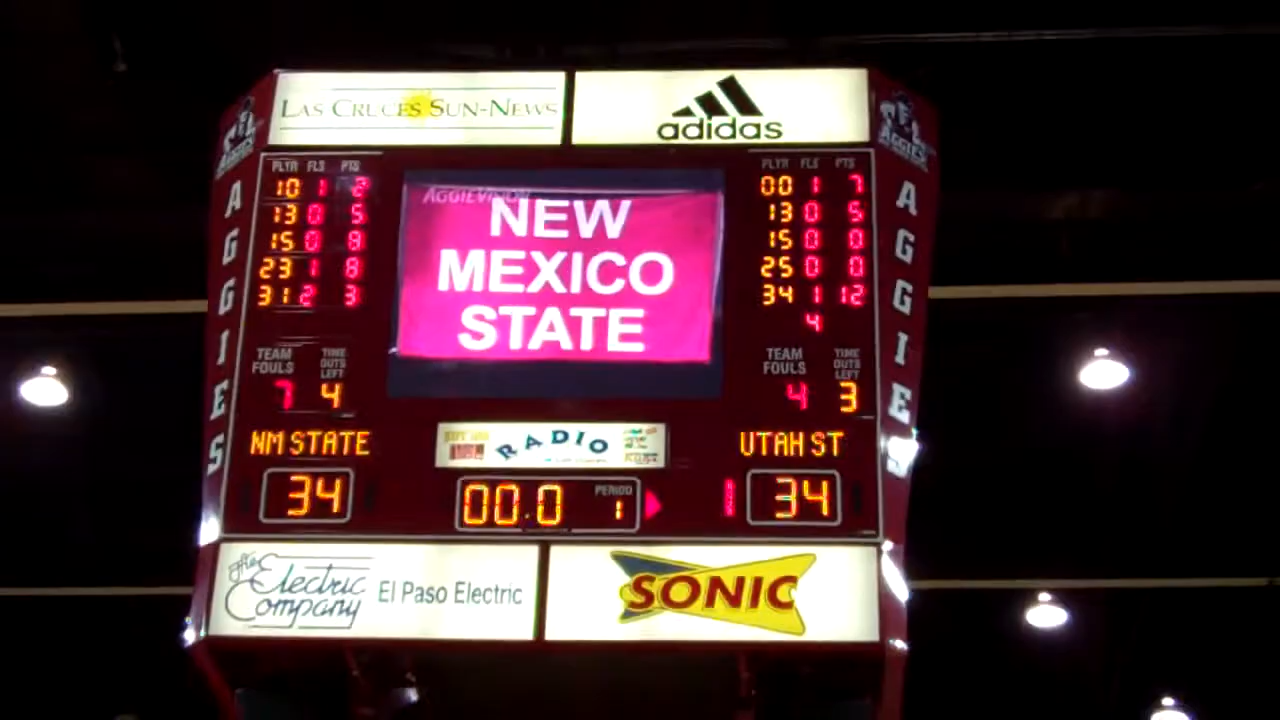 LAS CRUCES SUN-NEWS
adidas
AGGIES
AGGIES
PLYR FLS PTS
10 1 2
13 0 5
15 0 8
23 1 8
31 2 3
AGGIEVISION
NEW
MEXICO
STATE
PLYR FLS PTS
00 1 7
13 0 5
15 0 0
25 0 0
34 1 12
4
TEAM
FOULS
TIME
OUTS
LEFT
7 4
TEAM
FOULS
TIME
OUTS
LEFT
4 3
AGGIES
AGGIES
NM STATE
RADIO
UTAH ST
34
00.0
PERIOD
1
34
The
Electric
Company
El Paso Electric
SONIC